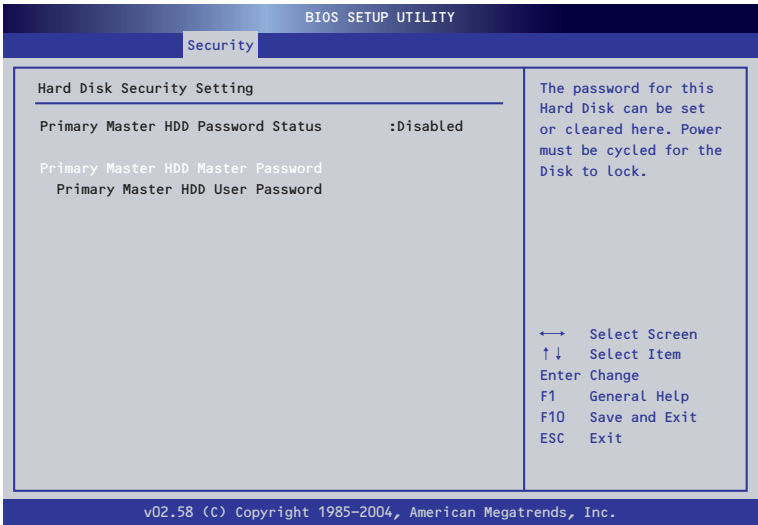 BIOS SETUP UTILITY
Security
Hard Disk Security Setting
Primary Master HDD Password Status :Disabled
Primary Master HDD Master Password
Primary Master HDD User Password
The password for this
Hard Disk can be set
or cleared here. Power
must be cycled for the
Disk to lock.
←→ Select Screen
↑↓ Select Item
Enter Change
F1 General Help
F10 Save and Exit
ESC Exit
v02.58 (C) Copyright 1985-2004, American Megatrends, Inc.